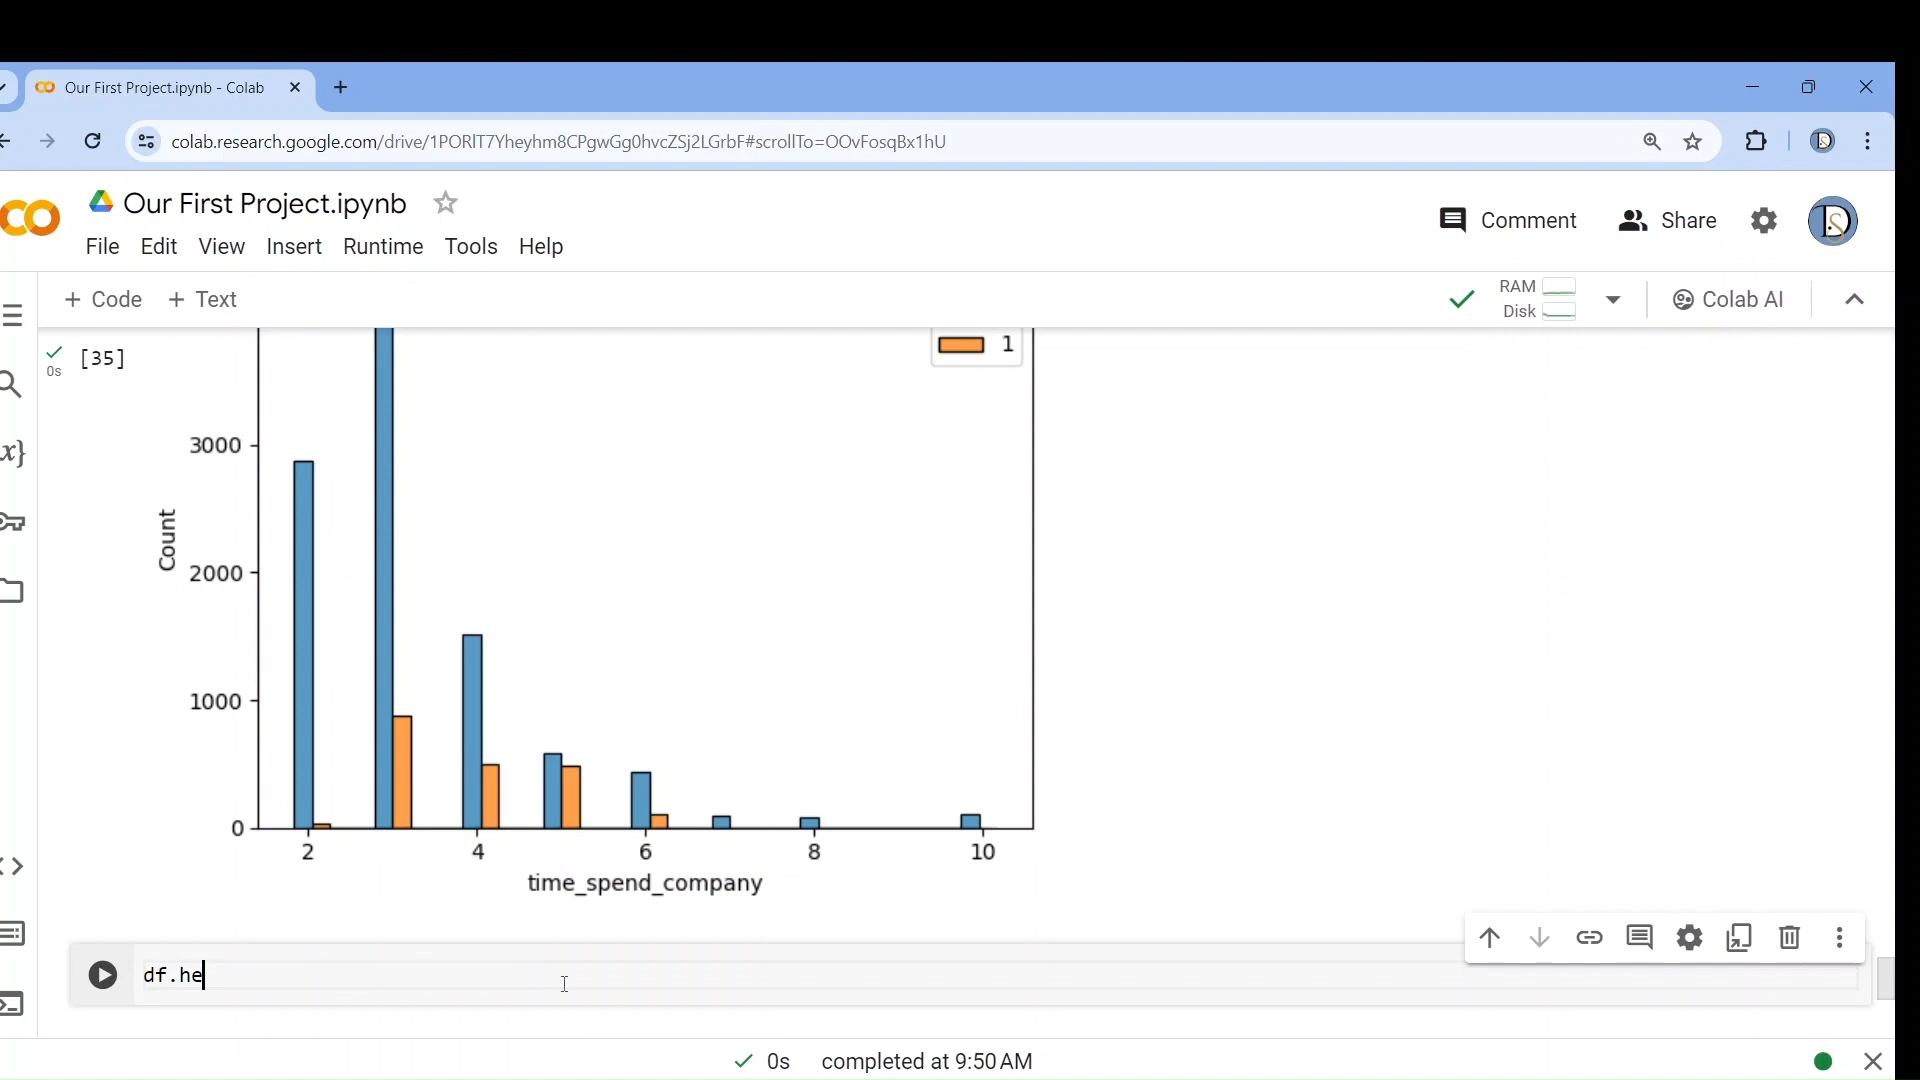 Our First Project.ipynb - Colab
colab.research.google.com/drive/1PORlT7Yheyhm8CPgwGg0hvcZSj2LGrbF#scrollTo=OOvFosqBx1hU
Our First Project.ipynb
Comment
Share
File Edit View Insert Runtime Tools Help
+ Code + Text
RAM
Disk
Colab AI
0s
[35]
1
3000
2000
1000
0
Count
2 4 6 8 10
time_spend_company
df.he
0s completed at 9:50 AM